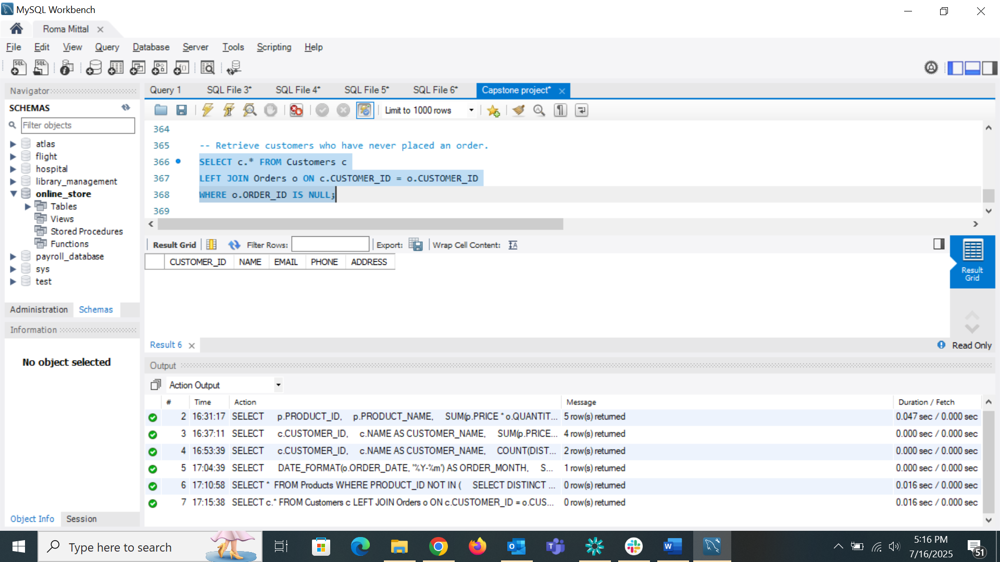 MySQL Workbench
Roma Mittal
File Edit View Query Database Server Tools Scripting Help
Navigator
SCHEMAS
Filter objects
atlas
flight
hospital
library_management
online_store
Tables
Views
Stored Procedures
Functions
payroll_database
sys
test
Administration Schemas
Information
No object selected
Object Info Session
Query 1 SQL File 3* SQL File 4* SQL File 5* SQL File 6* Capstone project*
Limit to 1000 rows
364
365 -- Retrieve customers who have never placed an order.
366 SELECT c.* FROM Customers c
367 LEFT JOIN Orders o ON c.CUSTOMER_ID = o.CUSTOMER_ID
368 WHERE o.ORDER_ID IS NULL;
369
Result Grid Filter Rows: Export: Wrap Cell Content:
CUSTOMER_ID NAME EMAIL PHONE ADDRESS
Result Grid
Result 6
Read Only
Output
Action Output
# Time Action Message Duration / Fetch
2 16:31:17 SELECT p.PRODUCT_ID, p.PRODUCT_NAME, SUM(p.PRICE * o.QUANTIT... 5 row(s) returned 0.047 sec / 0.000 sec
3 16:37:11 SELECT c.CUSTOMER_ID, c.NAME AS CUSTOMER_NAME, SUM(p.PRICE... 4 row(s) returned 0.000 sec / 0.000 sec
4 16:53:39 SELECT c.CUSTOMER_ID, c.NAME AS CUSTOMER_NAME, COUNT(DIST... 2 row(s) returned 0.000 sec / 0.000 sec
5 17:04:39 SELECT DATE_FORMAT(o.ORDER_DATE, '%Y-%m') AS ORDER_MONTH, S... 1 row(s) returned 0.000 sec / 0.000 sec
6 17:10:58 SELECT * FROM Products WHERE PRODUCT_ID NOT IN ( SELECT DISTINCT ... 0 row(s) returned 0.016 sec / 0.000 sec
7 17:15:38 SELECT c.* FROM Customers c LEFT JOIN Orders o ON c.CUSTOMER_ID = o.CUS... 0 row(s) returned 0.016 sec / 0.000 sec
Type here to search
5:16 PM
7/16/2025
51